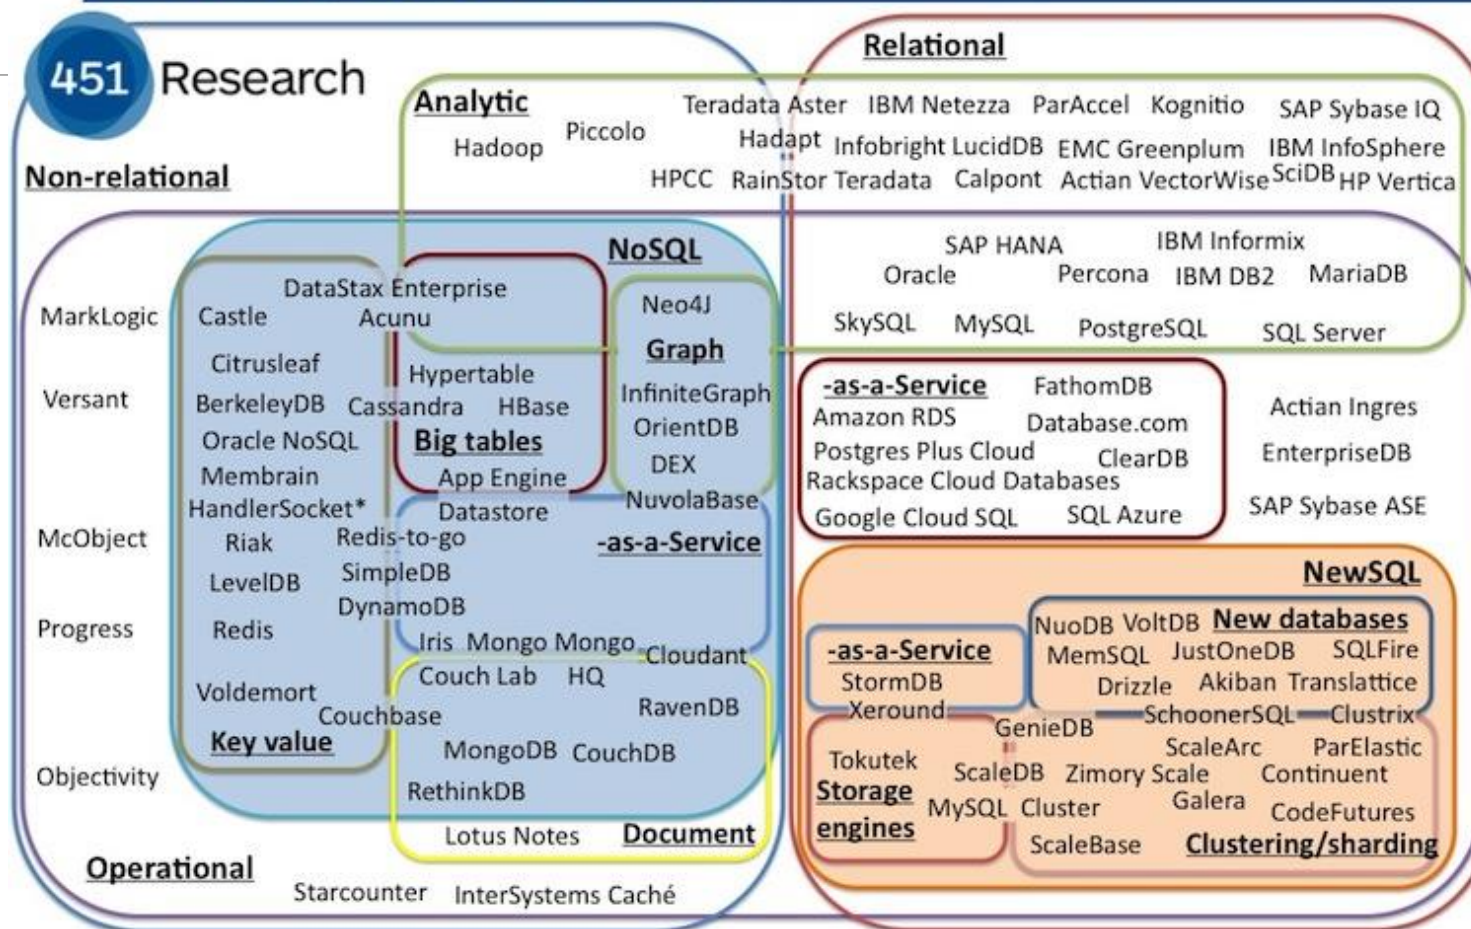 451 Research
Relational
Analytic
Teradata Aster IBM Netezza ParAccel Kognitio SAP Sybase IQ
Hadoop Piccolo Hadapt Infobright LucidDB EMC Greenplum IBM InfoSphere
Non-relational
HPCC RainStor Teradata Calpont Actian VectorWise SciDB HP Vertica
NoSQL
SAP HANA IBM Informix
Oracle Percona IBM DB2 MariaDB
SkySQL MySQL PostgreSQL SQL Server
MarkLogic
Versant
McObject
Progress
Objectivity
DataStax Enterprise
Castle Acunu
Citrusleaf
BerkeleyDB Cassandra
Oracle NoSQL
Membrain
HandlerSocket*
Riak Redis-to-go
LevelDB SimpleDB
DynamoDB
Redis
Voldemort
Couchbase
Key value
Hypertable
HBase
Big tables
App Engine
Datastore
Neo4J
Graph
InfiniteGraph
OrientDB
DEX
NuvolaBase
-as-a-Service
Iris Mongo Mongo Cloudant
Couch Lab HQ
RavenDB
MongoDB CouchDB
RethinkDB
Lotus Notes Document
Operational
Starcounter InterSystems Caché
-as-a-Service FathomDB
Amazon RDS Database.com
Postgres Plus Cloud ClearDB
Rackspace Cloud Databases
Google Cloud SQL SQL Azure
Actian Ingres
EnterpriseDB
SAP Sybase ASE
NewSQL
NuoDB VoltDB New databases
MemSQL JustOneDB SQLFire
Drizzle Akiban Translattice
-as-a-Service
StormDB
Xeround
GenieDB SchoonerSQL Clustrix
Tokutek
ScaleArc ParElastic
ScaleDB Zimory Scale Continuent
Storage
engines
MySQL Cluster Galera CodeFutures
ScaleBase Clustering/sharding